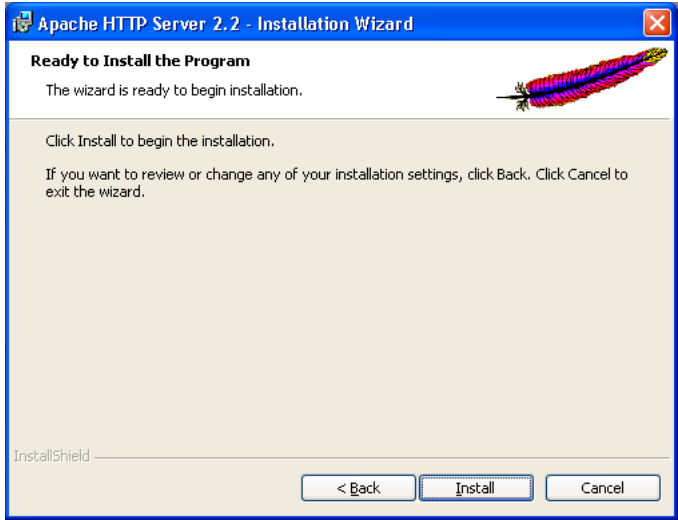 Apache HTTP Server 2.2 - Installation Wizard
Ready to Install the Program
The wizard is ready to begin installation.
Click Install to begin the installation.
If you want to review or change any of your installation settings, click Back. Click Cancel to
exit the wizard.
InstallShield
< Back
Install
Cancel